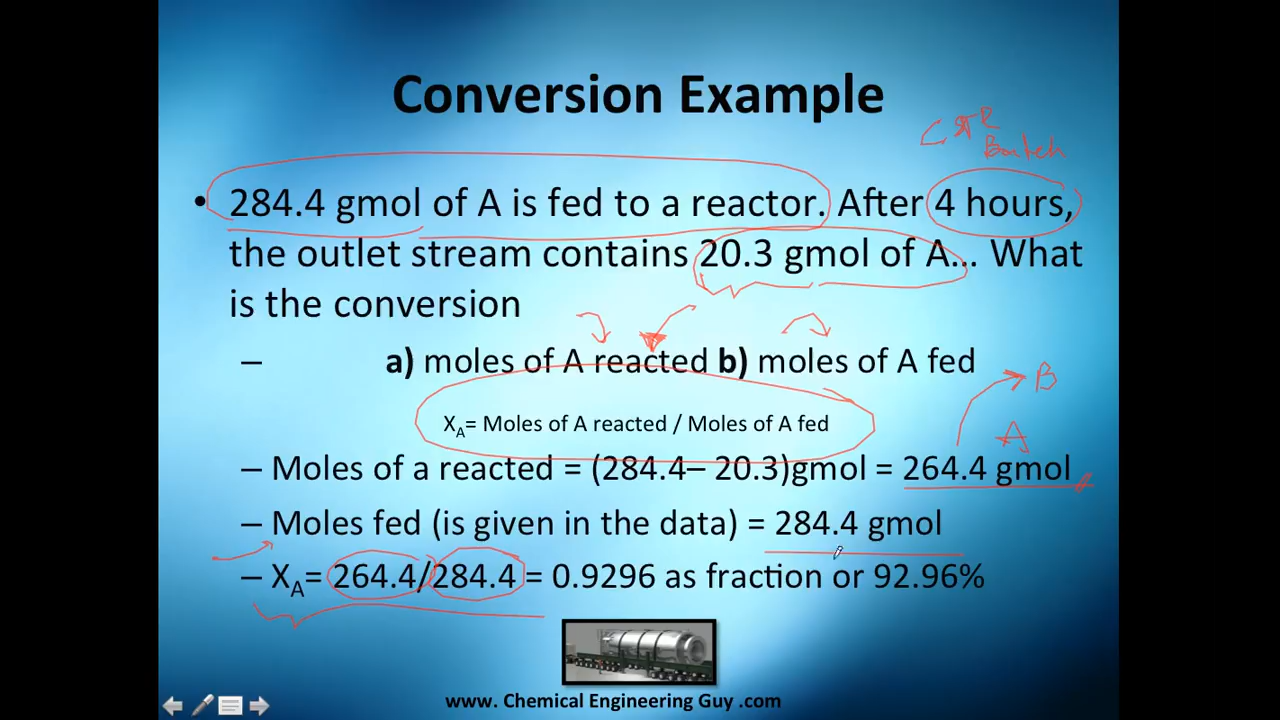 Conversion Example
CSTR
Batch
• 284.4 gmol of A is fed to a reactor. After 4 hours,
the outlet stream contains 20.3 gmol of A… What
is the conversion
– a) moles of A reacted b) moles of A fed
B
XA= Moles of A reacted / Moles of A fed
A
– Moles of a reacted = (284.4– 20.3)gmol = 264.4 gmol
– Moles fed (is given in the data) = 284.4 gmol
– XA= 264.4/284.4 = 0.9296 as fraction or 92.96%
www. Chemical Engineering Guy .com